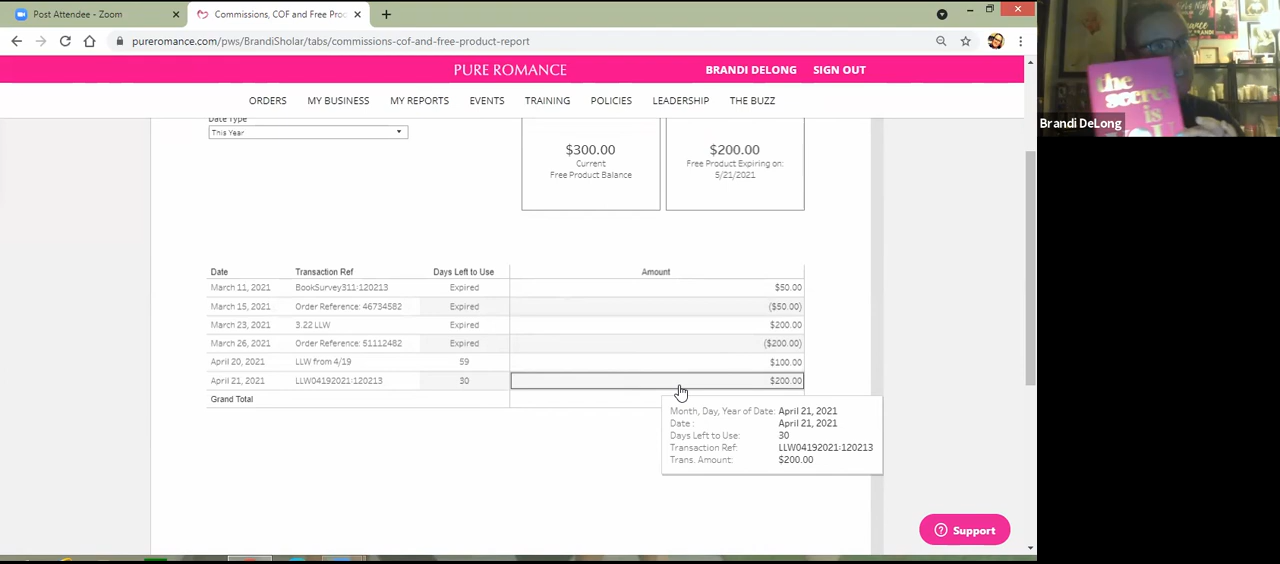 Post Attendee - Zoom
Commissions, COF and Free Proc
pureromance.com/pws/BrandiSholar/tabs/commissions-cof-and-free-product-report
PURE ROMANCE
BRANDI DELONG
SIGN OUT
ORDERS
MY BUSINESS
MY REPORTS
EVENTS
TRAINING
POLICIES
LEADERSHIP
THE BUZZ
Date Type
This Year
$300.00
Current
Free Product Balance
$200.00
Free Product Expiring on:
5/21/2021
Date Transaction Ref Days Left to Use Amount
March 11, 2021 BookSurvey311:120213 Expired $50.00
March 15, 2021 Order Reference: 46734582 Expired ($50.00)
March 23, 2021 3.22 LLW Expired $200.00
March 26, 2021 Order Reference: 51112482 Expired ($200.00)
April 20, 2021 LLW from 4/19 59 $100.00
April 21, 2021 LLW04192021:120213 30 $200.00
Grand Total
Month, Day, Year of Date: April 21, 2021
Date : April 21, 2021
Days Left to Use: 30
Transaction Ref: LLW04192021:120213
Trans. Amount: $200.00
Support
the
secret
is
Brandi DeLong